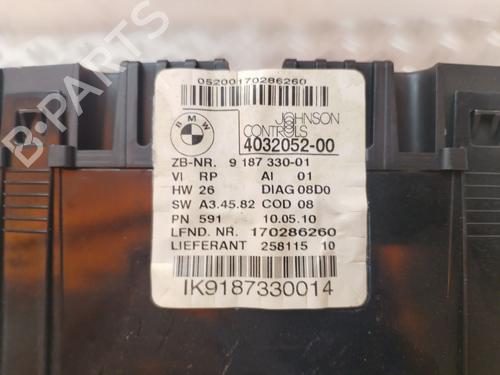 05200170286260
BMW
JOHNSON
CONTROLS
4032052-00
ZB-NR. 9 187 330-01
VI RP AI 01
HW 26 DIAG 08D0
SW A3.45.82 COD 08
PN 591 10.05.10
LFND. NR. 170286260
LIEFERANT 258115 10
IK9187330014
B-PARTS